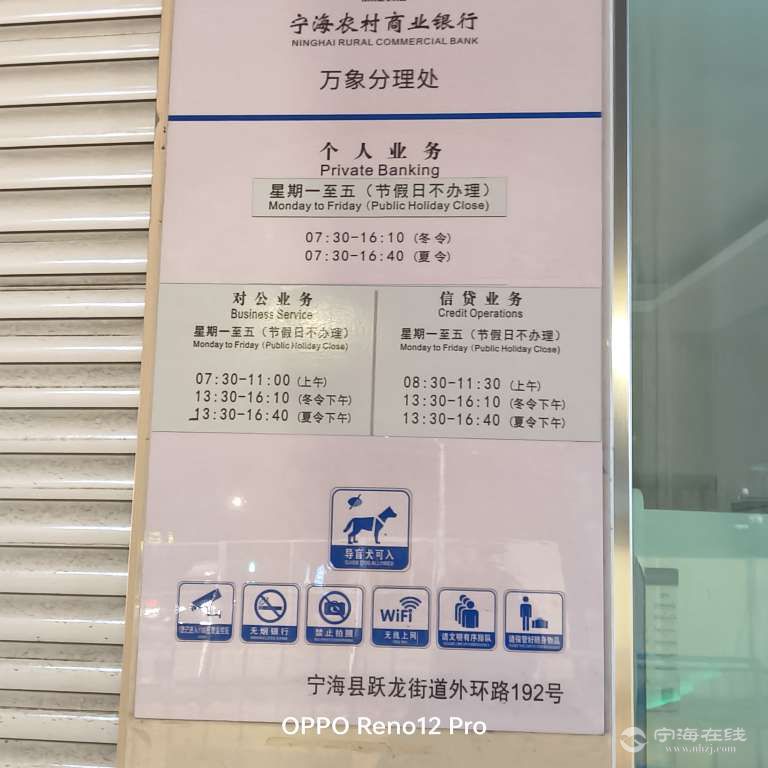 宁海农村商业银行
NINGHAI RURAL COMMERCIAL BANK
万象分理处
个人业务
Private Banking
星期一至五（节假日不办理）
Monday to Friday (Public Holiday Close)
07:30-16:10 (冬令)
07:30-16:40 (夏令)
对公业务
Business Service
星期一至五（节假日不办理）
Monday to Friday (Public Holiday Close)
07:30-11:00 (上午)
13:30-16:10 (冬令下午)
13:30-16:40 (夏令下午)
信贷业务
Credit Operations
星期一至五（节假日不办理）
Monday to Friday (Public Holiday Close)
08:30-11:30 (上午)
13:30-16:10 (冬令下午)
13:30-16:40 (夏令下午)
导盲犬可入
GUIDE DOG ALLOWED
无烟银行
禁止拍照
WiFi
无线上网
请文明有序排队
请保管好随身物品
宁海县跃龙街道外环路192号
OPPO Reno12 Pro
宁海在线
www.nhzj.com